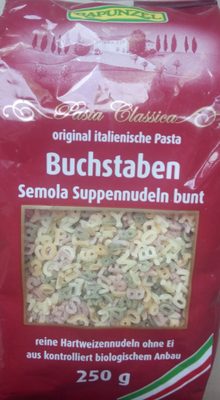 RAPUNZEL
Pasta Classica
original italienische Pasta
Buchstaben
Semola Suppennudeln bunt
reine Hartweizennudeln ohne Ei
aus kontrolliert biologischem Anbau
250 g